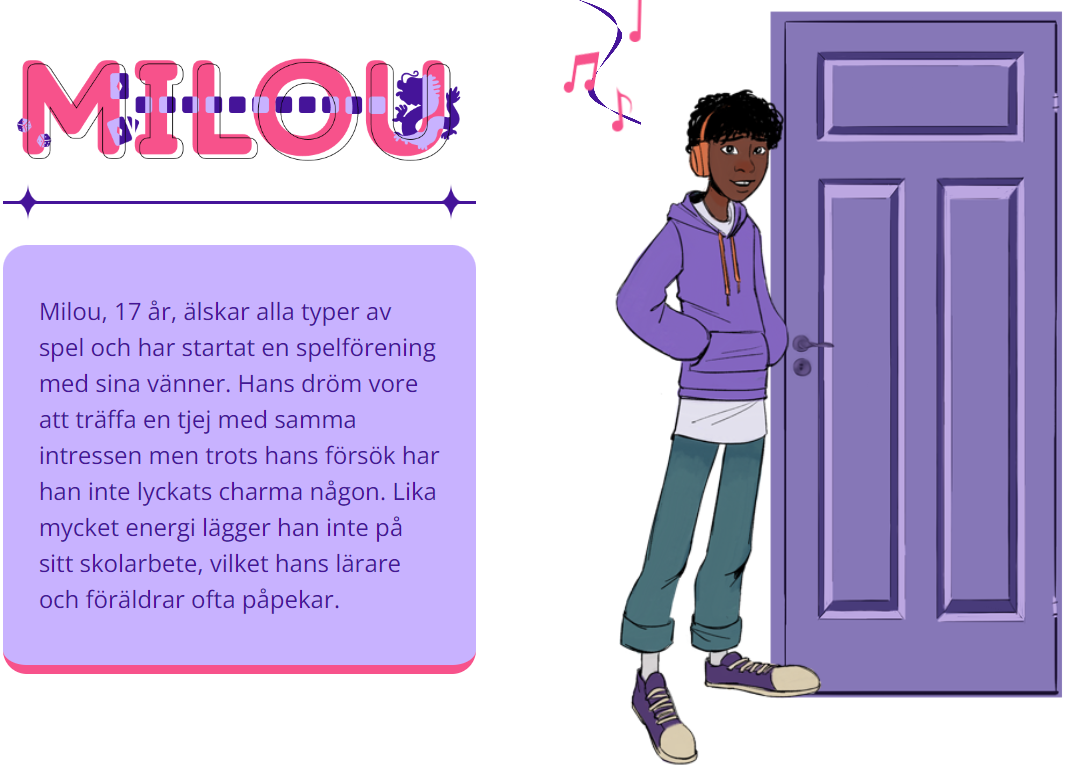 MILOU
Milou, 17 år, älskar alla typer av
spel och har startat en spelförening
med sina vänner. Hans dröm vore
att träffa en tjej med samma
intressen men trots hans försök har
han inte lyckats charma någon. Lika
mycket energi lägger han inte på
sitt skolarbete, vilket hans lärare
och föräldrar ofta påpekar.